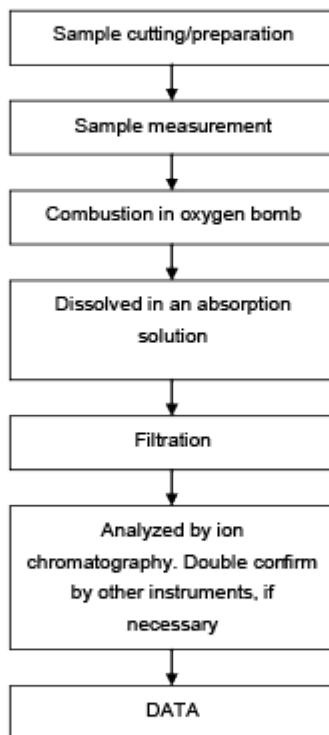 Sample cutting/preparation
Sample measurement
Combustion in oxygen bomb
Dissolved in an absorption
solution
Filtration
Analyzed by ion
chromatography. Double confirm
by other instruments, if
necessary
DATA